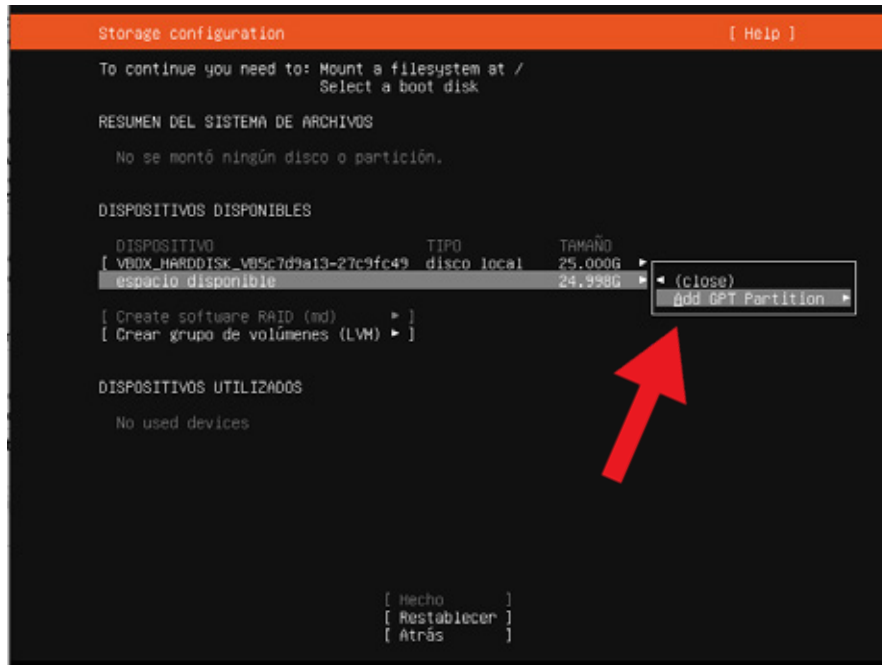 Storage configuration [ Help ]
To continue you need to: Mount a filesystem at /
Select a boot disk
RESUMEN DEL SISTEMA DE ARCHIVOS
No se montó ningún disco o partición.
DISPOSITIVOS DISPONIBLES
DISPOSITIVO TIPO TAMAÑO
[ VBOX_HARDDISK_VB5c7d9a13-27c9fc49 disco local 25.000G ▸
espacio disponible 24.998G ▸
◂ (close)
Add GPT Partition ▸
[ Create software RAID (md) ▸ ]
[ Crear grupo de volúmenes (LVM) ▸ ]
DISPOSITIVOS UTILIZADOS
No used devices
[ Hecho ]
[ Restablecer ]
[ Atrás ]